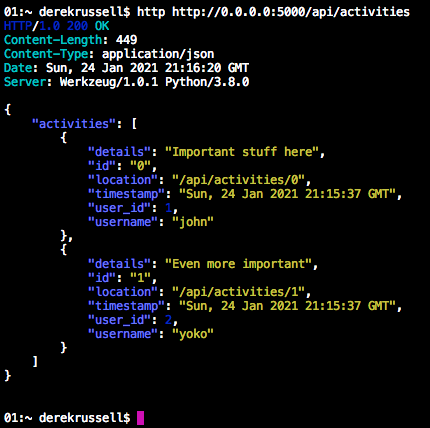 01:~ derekrussell$ http http://0.0.0.0:5000/api/activities
HTTP/1.0 200 OK
Content-Length: 449
Content-Type: application/json
Date: Sun, 24 Jan 2021 21:16:20 GMT
Server: Werkzeug/1.0.1 Python/3.8.0

{
    "activities": [
        {
            "details": "Important stuff here",
            "id": "0",
            "location": "/api/activities/0",
            "timestamp": "Sun, 24 Jan 2021 21:15:37 GMT",
            "user_id": 1,
            "username": "john"
        },
        {
            "details": "Even more important",
            "id": "1",
            "location": "/api/activities/1",
            "timestamp": "Sun, 24 Jan 2021 21:15:37 GMT",
            "user_id": 2,
            "username": "yoko"
        }
    ]
}

01:~ derekrussell$